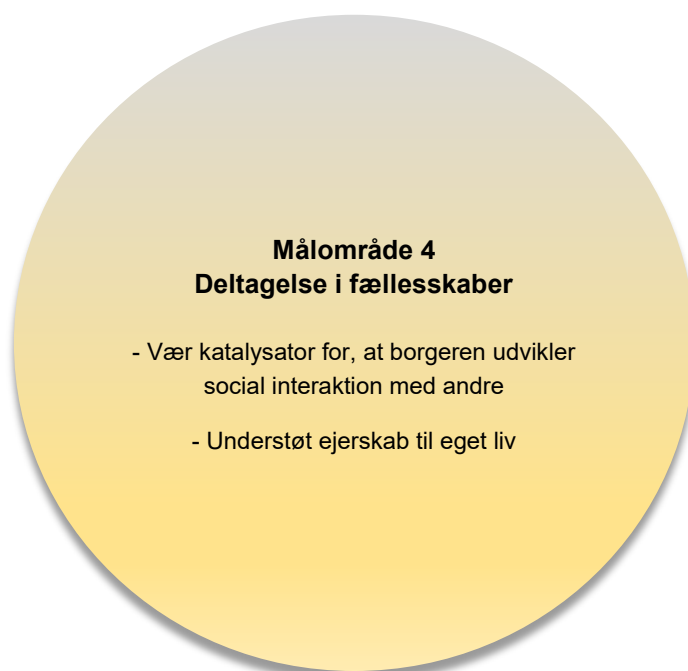 Målområde 4
Deltagelse i fællesskaber
- Vær katalysator for, at borgeren udvikler
social interaktion med andre
- Understøt ejerskab til eget liv